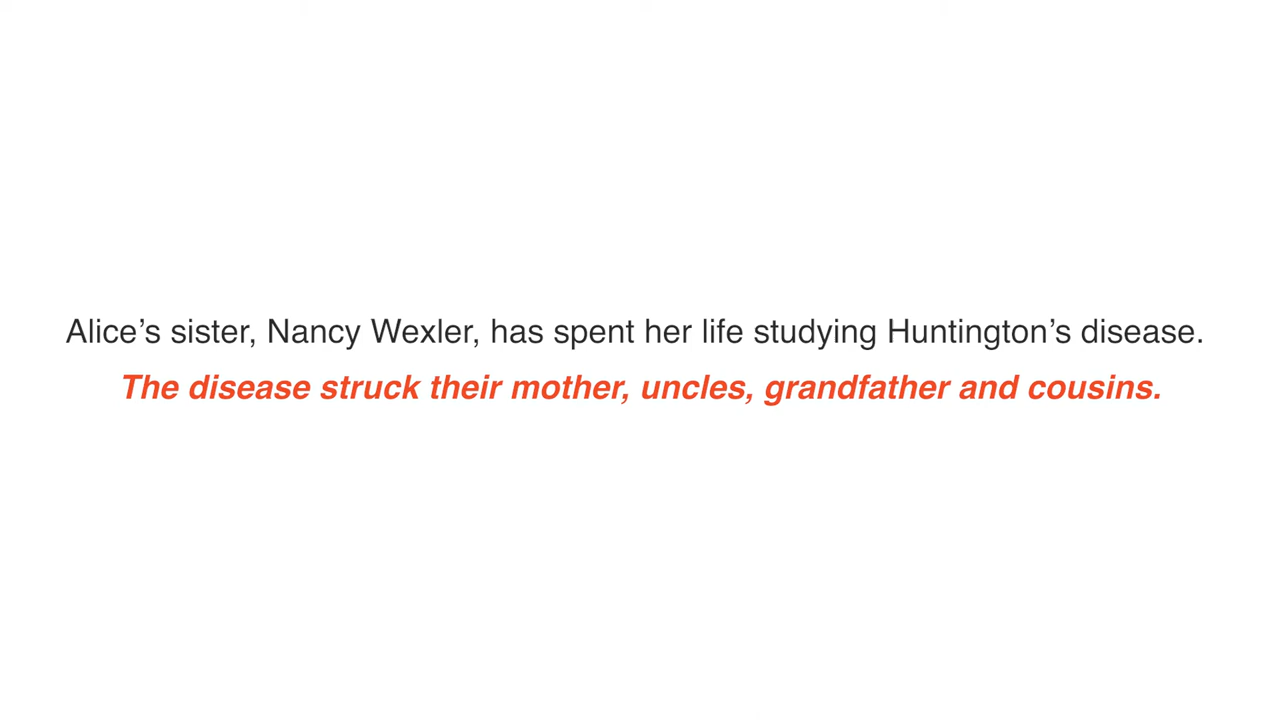 Alice’s sister, Nancy Wexler, has spent her life studying Huntington’s disease.
The disease struck their mother, uncles, grandfather and cousins.